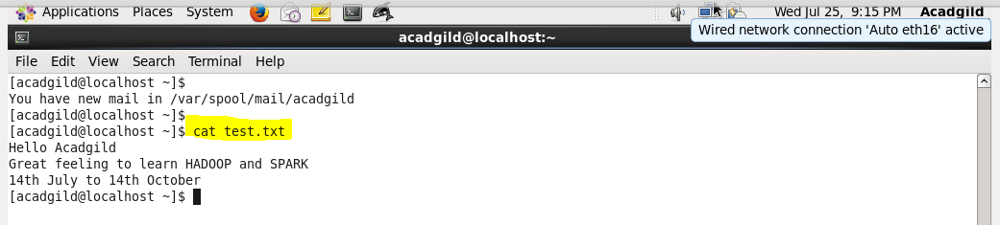 Applications Places System Wed Jul 25, 9:15 PM Acadgild
acadgild@localhost:~
Wired network connection 'Auto eth16' active
File Edit View Search Terminal Help
[acadgild@localhost ~]$
You have new mail in /var/spool/mail/acadgild
[acadgild@localhost ~]$
[acadgild@localhost ~]$ cat test.txt
Hello Acadgild
Great feeling to learn HADOOP and SPARK
14th July to 14th October
[acadgild@localhost ~]$